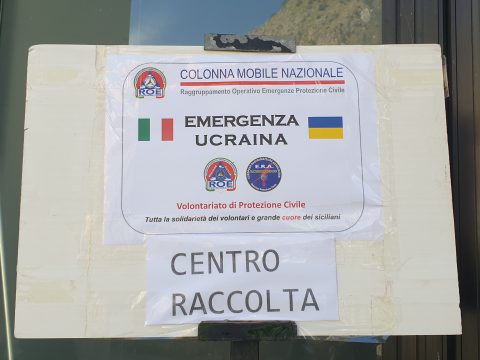 COLONNA MOBILE NAZIONALE
Raggruppamento Operativo Emergenze Protezione Civile
ROE
EMERGENZA
UCRAINA
ROE
E.R.A.
Volontariato di Protezione Civile
Tutta la solidarietà dei volontari e grande cuore dei siciliani
CENTRO
RACCOLTA